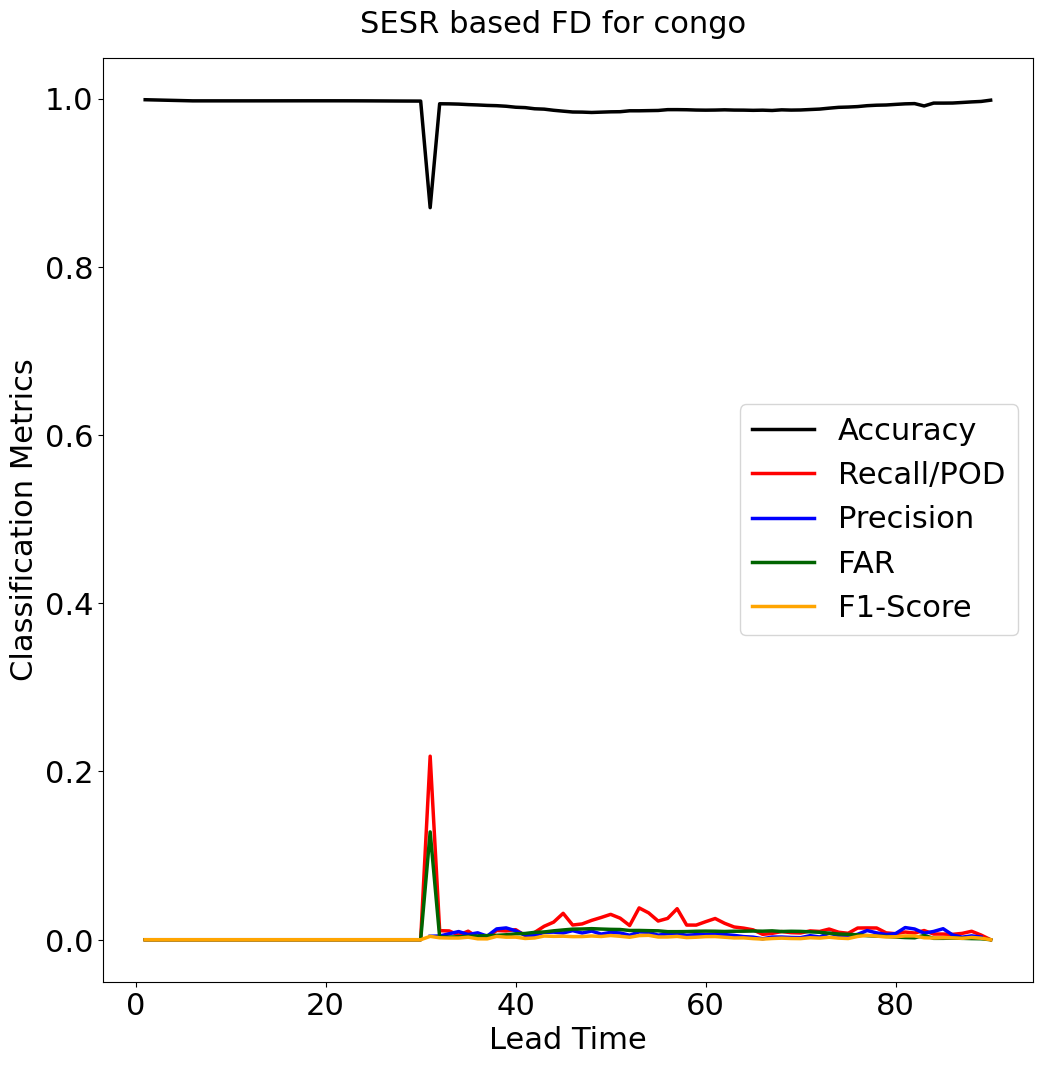 SESR based FD for congo
1.0
0.8
0.6
0.4
0.2
0.0
Classification Metrics
Accuracy
Recall/POD
Precision
FAR
F1-Score
0 20 40 60 80
Lead Time